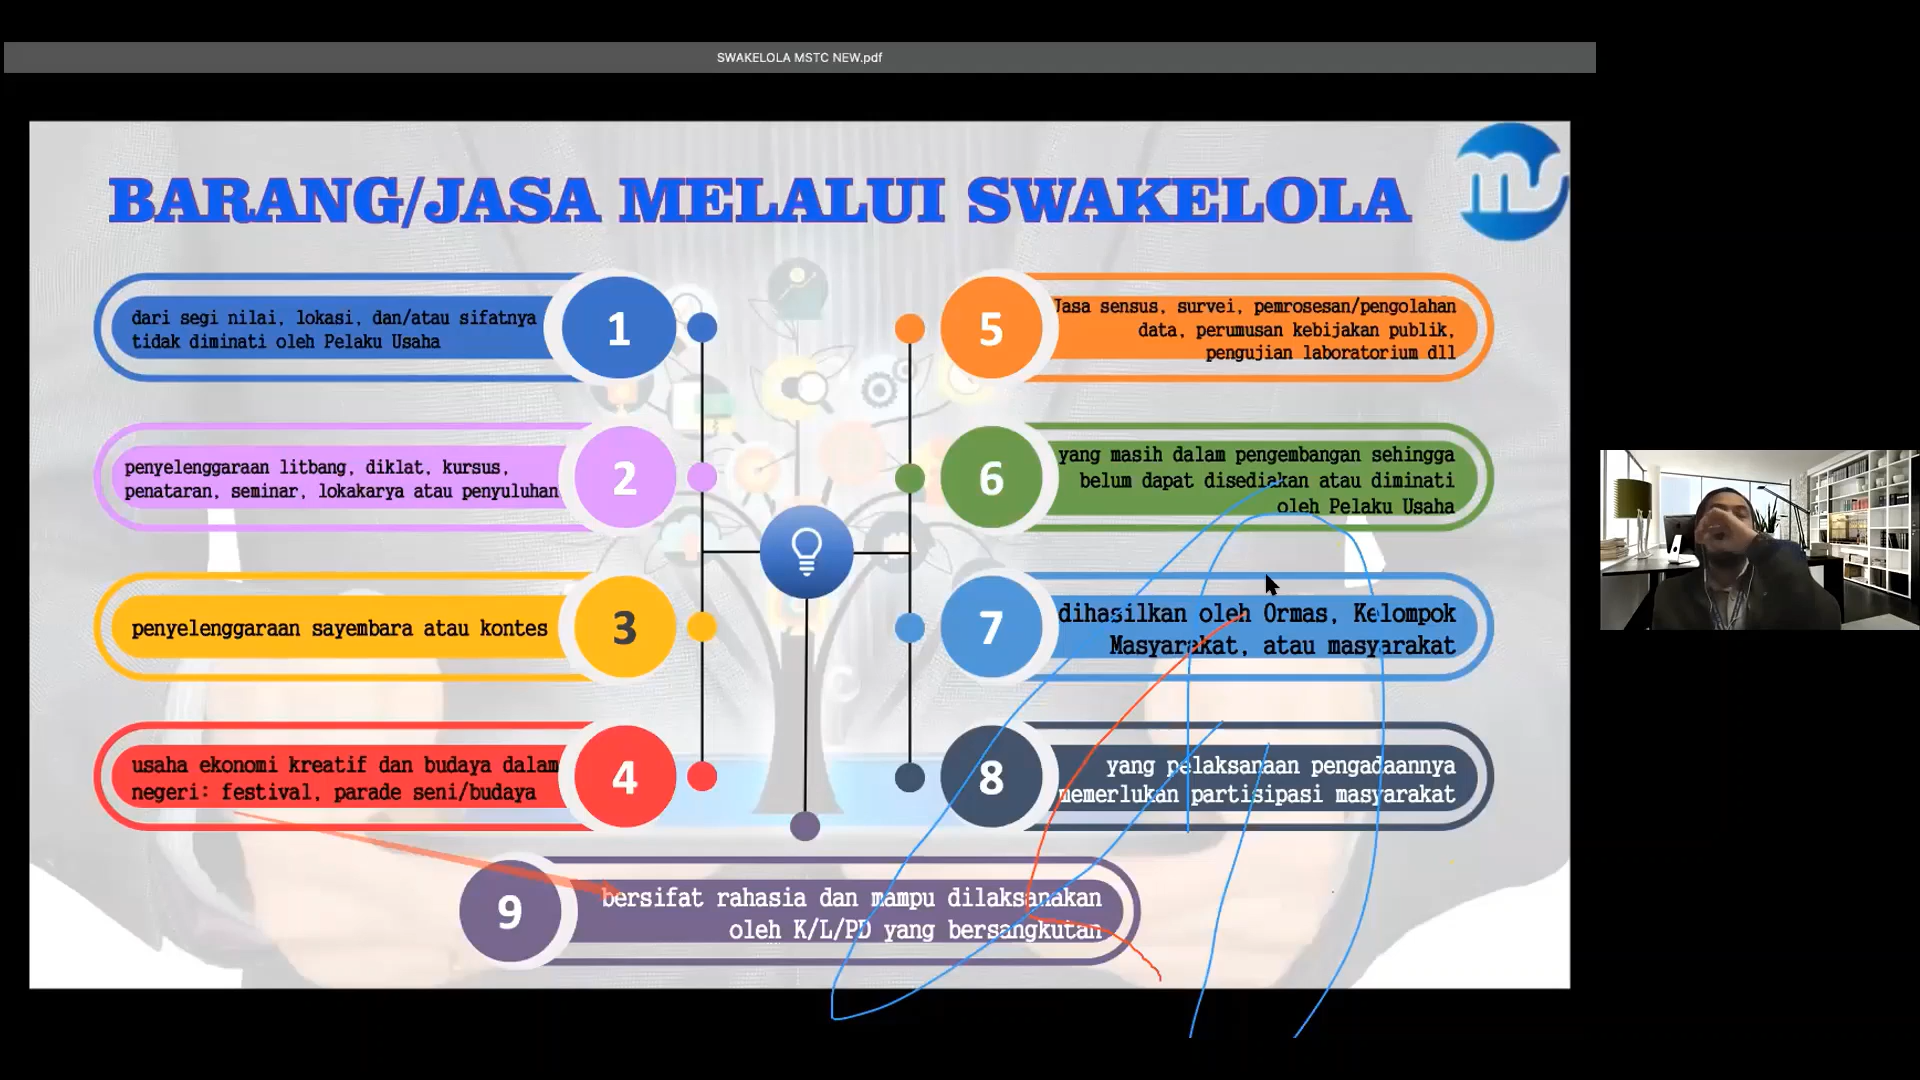 SWAKELOLA MSTC NEW.pdf
BARANG/JASA MELALUI SWAKELOLA
dari segi nilai, lokasi, dan/atau sifatnya
tidak diminati oleh Pelaku Usaha
1
penyelenggaraan litbang, diklat, kursus,
penataran, seminar, lokakarya atau penyuluhan
2
penyelenggaraan sayembara atau kontes
3
usaha ekonomi kreatif dan budaya dalam
negeri: festival, parade seni/budaya
4
5
Jasa sensus, survei, pemrosesan/pengolahan
data, perumusan kebijakan publik,
pengujian laboratorium dll
6
yang masih dalam pengembangan sehingga
belum dapat disediakan atau diminati
oleh Pelaku Usaha
7
dihasilkan oleh Ormas, Kelompok
Masyarakat, atau masyarakat
8
yang pelaksanaan pengadaannya
memerlukan partisipasi masyarakat
9
bersifat rahasia dan mampu dilaksanakan
oleh K/L/PD yang bersangkutan